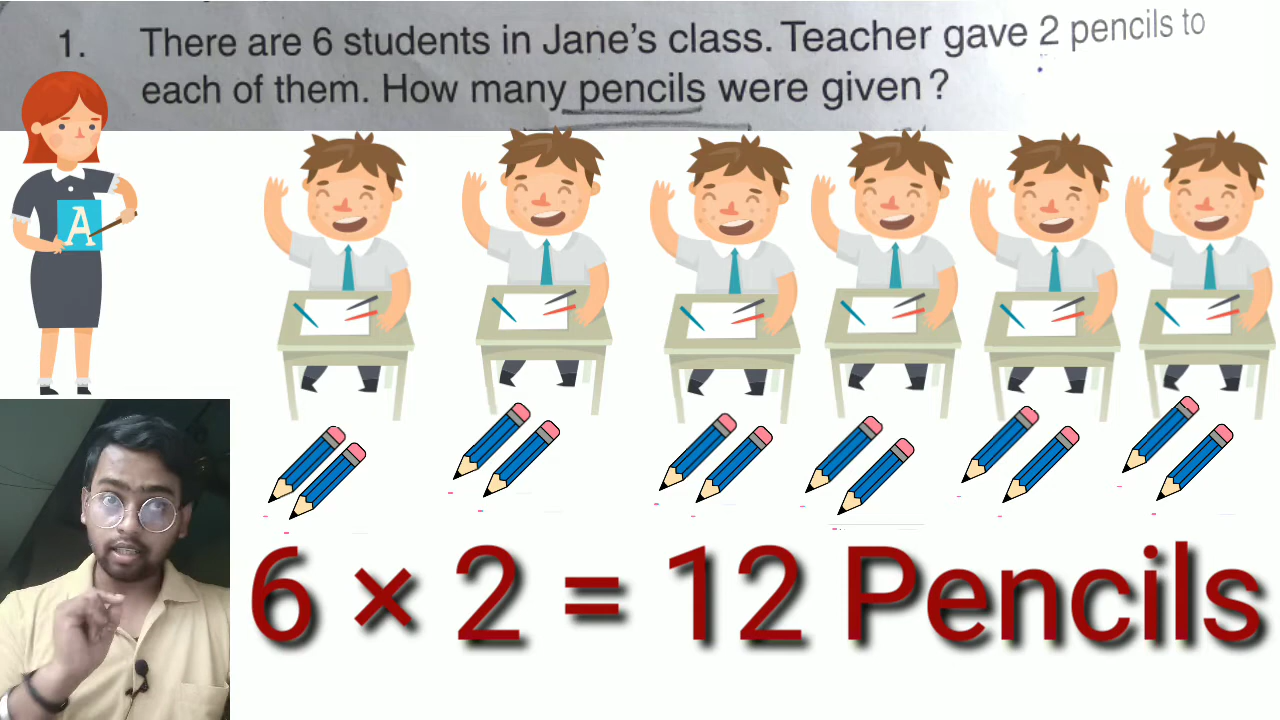 1. There are 6 students in Jane's class. Teacher gave 2 pencils to
each of them. How many pencils were given?
A
6 × 2 = 12 Pencils